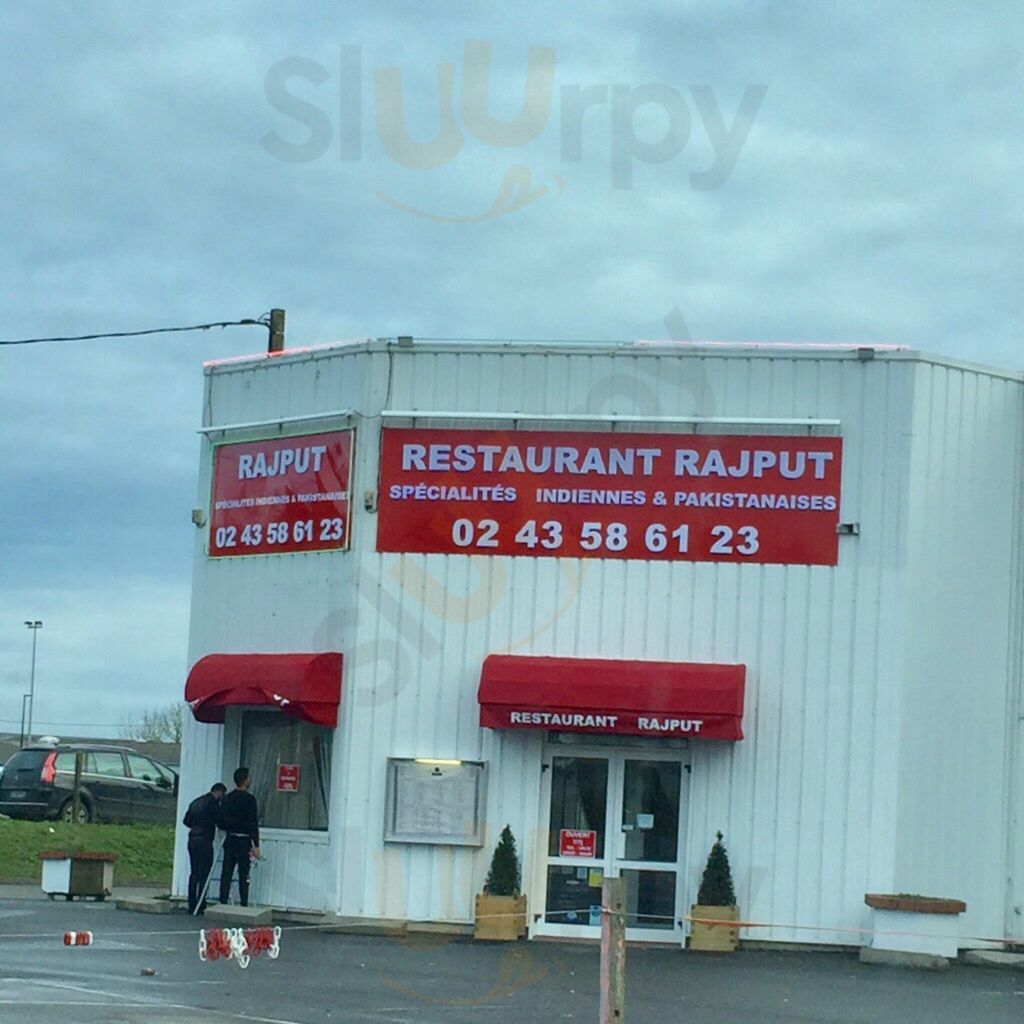 Sluurpy
RAJPUT
SPÉCIALITÉS INDIENNES & PAKISTANAISES
02 43 58 61 23
RESTAURANT RAJPUT
SPÉCIALITÉS INDIENNES & PAKISTANAISES
02 43 58 61 23
sluurpy
RESTAURANT RAJPUT
OUVERT